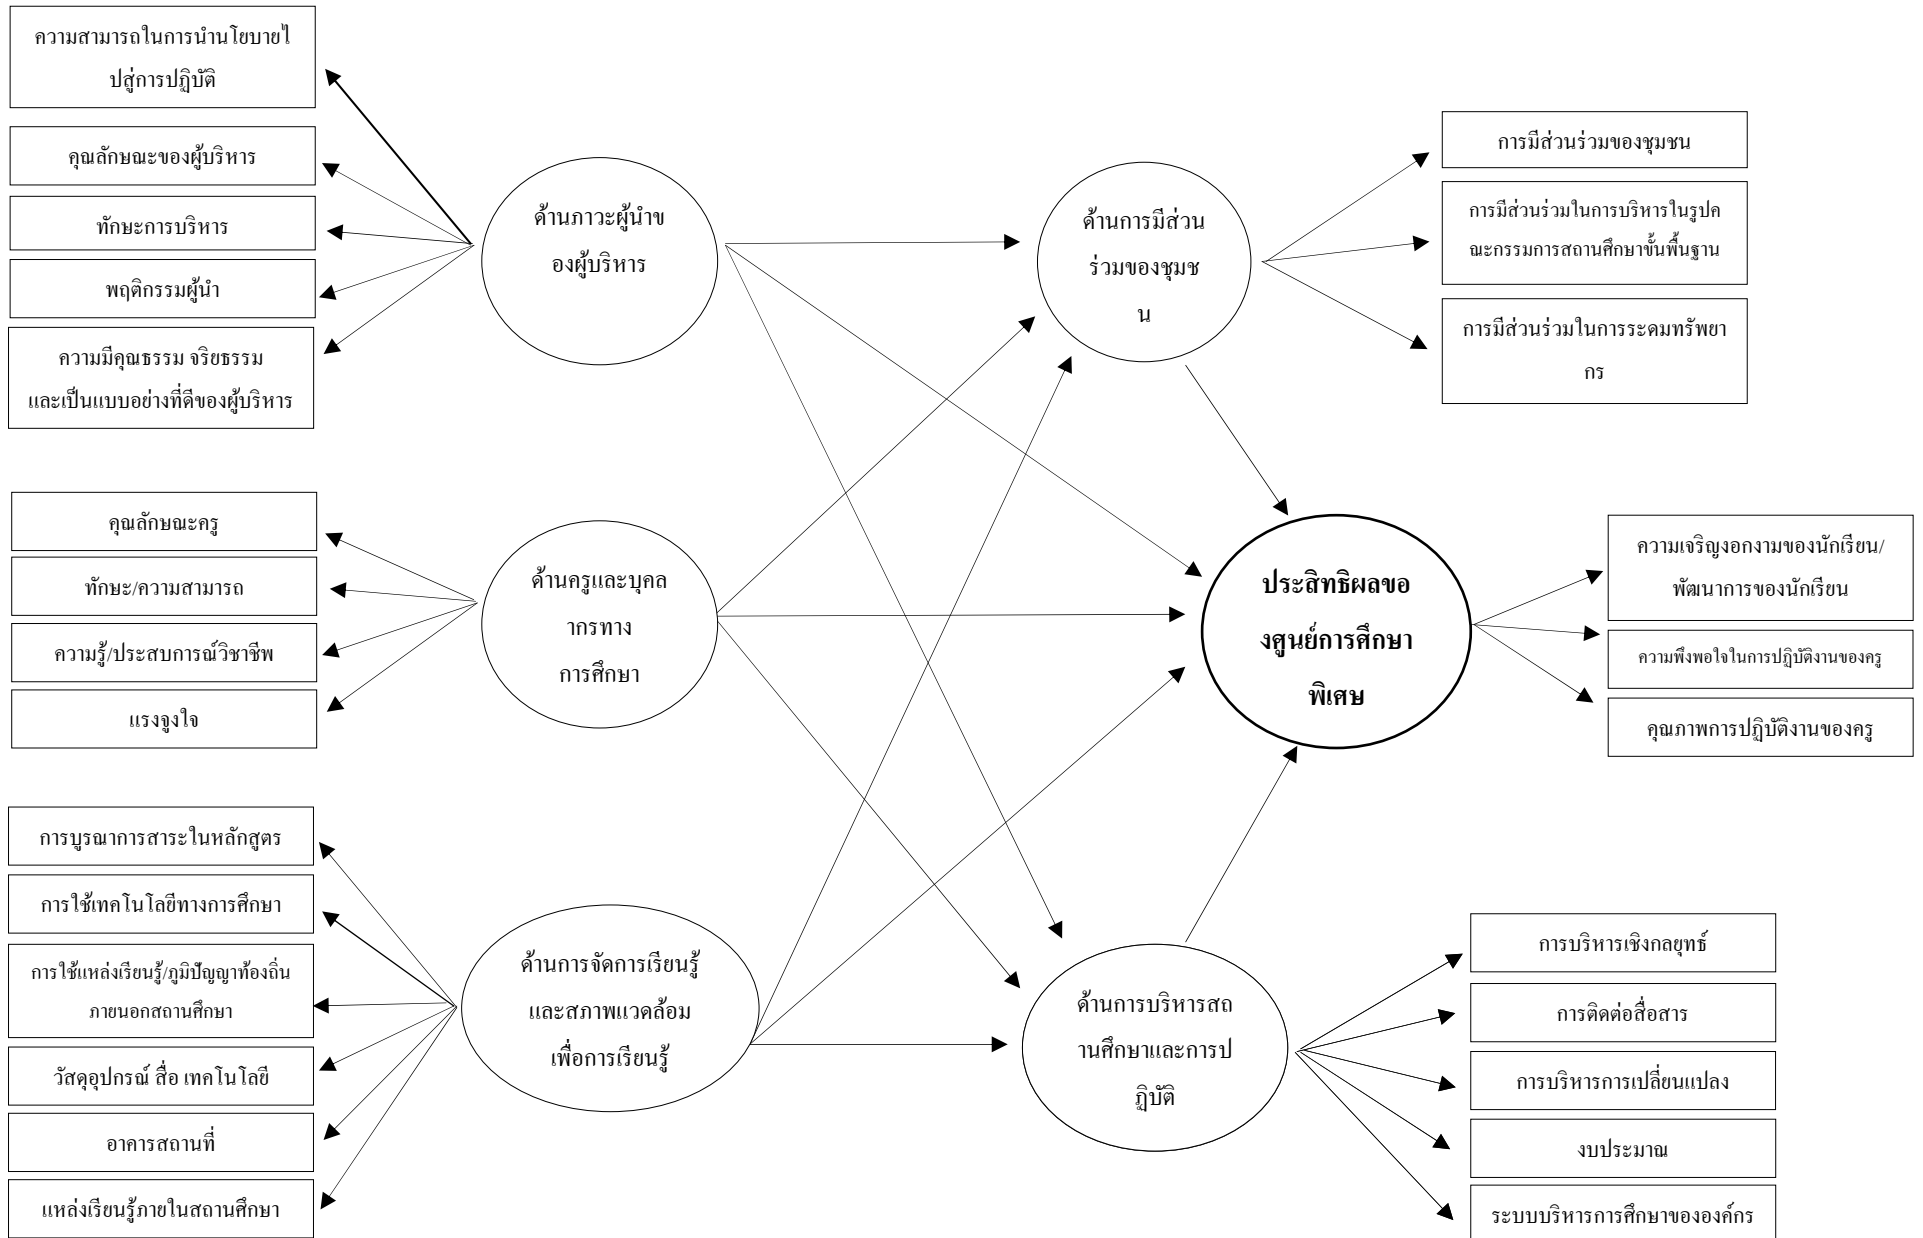 ความสามารถในการนำนโยบายไ
ปสู่การปฏิบัติ
คุณลักษณะของผู้บริหาร
ทักษะการบริหาร
พฤติกรรมผู้นำ
ความมีคุณธรรม จริยธรรม
และเป็นแบบอย่างที่ดีของผู้บริหาร
ด้านภาวะผู้นำข
องผู้บริหาร
ด้านการมีส่วน
ร่วมของชุมช
น
การมีส่วนร่วมของชุมชน
การมีส่วนร่วมในการบริหารในรูปค
ณะกรรมการสถานศึกษาขั้นพื้นฐาน
การมีส่วนร่วมในการระดมทรัพยา
กร
คุณลักษณะครู
ทักษะ/ความสามารถ
ความรู้/ประสบการณ์วิชาชีพ
แรงจูงใจ
ด้านครูและบุคล
ากรทาง
การศึกษา
ประสิทธิผลขอ
งศูนย์การศึกษา
พิเศษ
ความเจริญงอกงามของนักเรียน/
พัฒนาการของนักเรียน
ความพึงพอใจในการปฏิบัติงานของครู
คุณภาพการปฏิบัติงานของครู
การบูรณาการสาระในหลักสูตร
การใช้เทคโนโลยีทางการศึกษา
การใช้แหล่งเรียนรู้/ภูมิปัญญาท้องถิ่น
ภายนอกสถานศึกษา
วัสดุอุปกรณ์ สื่อ เทคโนโลยี
อาคารสถานที่
แหล่งเรียนรู้ภายในสถานศึกษา
ด้านการจัดการเรียนรู้
และสภาพแวดล้อม
เพื่อการเรียนรู้
ด้านการบริหารสถ
านศึกษาและการป
ฏิบัติ
การบริหารเชิงกลยุทธ์
การติดต่อสื่อสาร
การบริหารการเปลี่ยนแปลง
งบประมาณ
ระบบบริหารการศึกษาขององค์กร